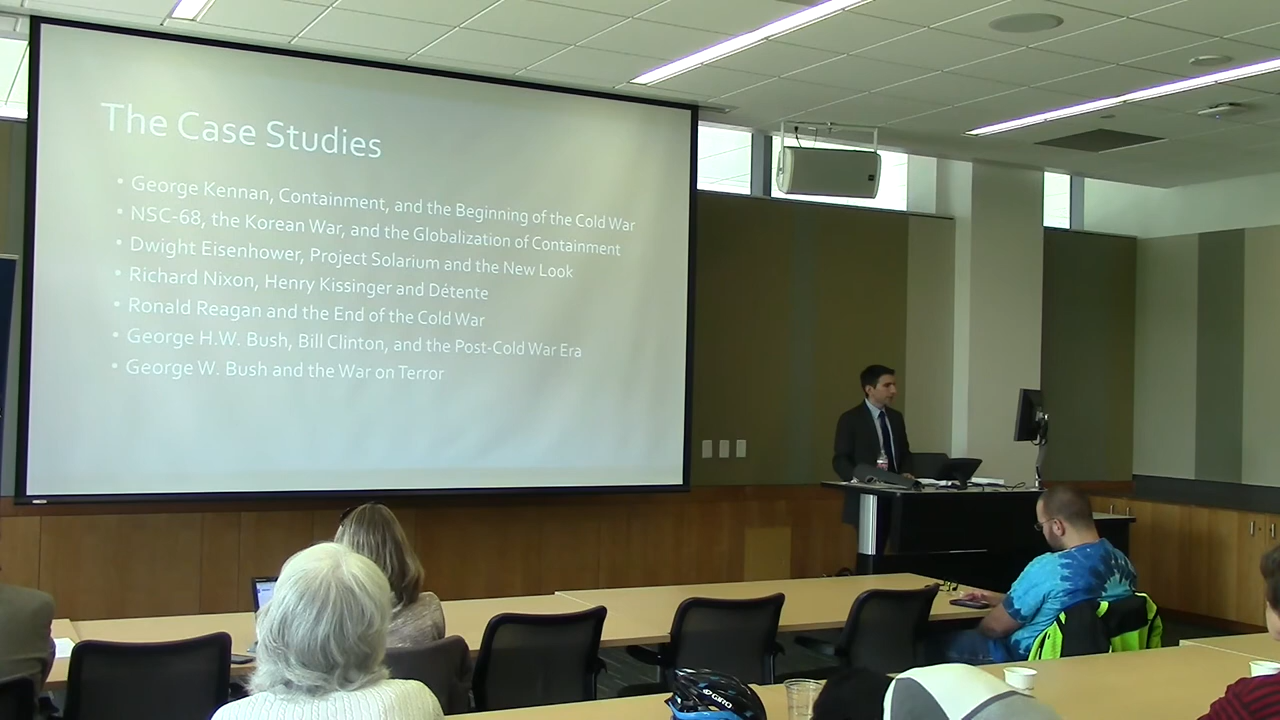 The Case Studies
• George Kennan, Containment, and the Beginning of the Cold War
• NSC-68, the Korean War, and the Globalization of Containment
• Dwight Eisenhower, Project Solarium and the New Look
• Richard Nixon, Henry Kissinger and Détente
• Ronald Reagan and the End of the Cold War
• George H.W. Bush, Bill Clinton, and the Post-Cold War Era
• George W. Bush and the War on Terror
GIRO